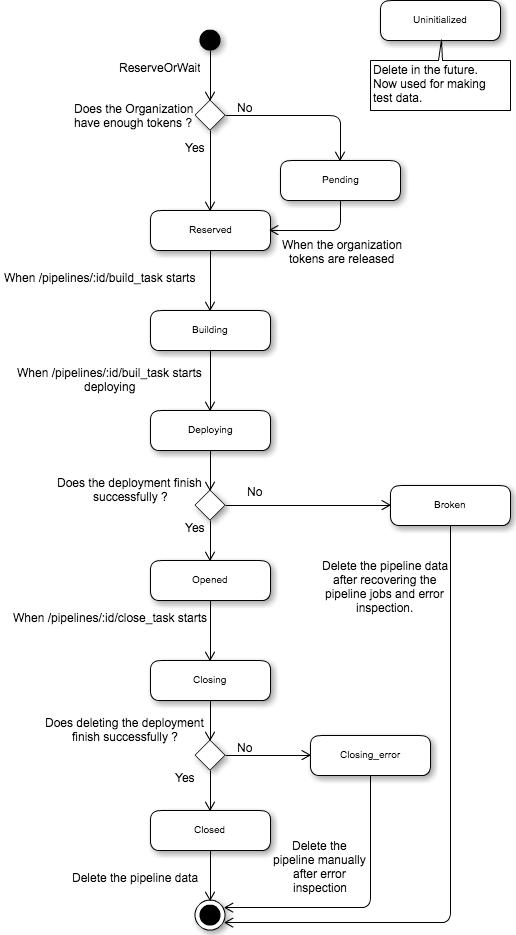 Uninitialized
Delete in the future.
Now used for making
test data.
ReserveOrWait
Does the Organization
have enough tokens ?
No
Yes
Pending
Reserved
When the organization
tokens are released
When /pipelines/:id/build_task starts
Building
When /pipelines/:id/buil_task starts
deploying
Deploying
Does the deployment finish
successfully ?
No
Broken
Yes
Delete the pipeline data
after recovering the
pipeline jobs and error
inspection.
Opened
When /pipelines/:id/close_task starts
Closing
Does deleting the deployment
finish successfully ?
No
Closing_error
Yes
Closed
Delete the
pipeline manually
after error
inspection
Delete the pipeline data